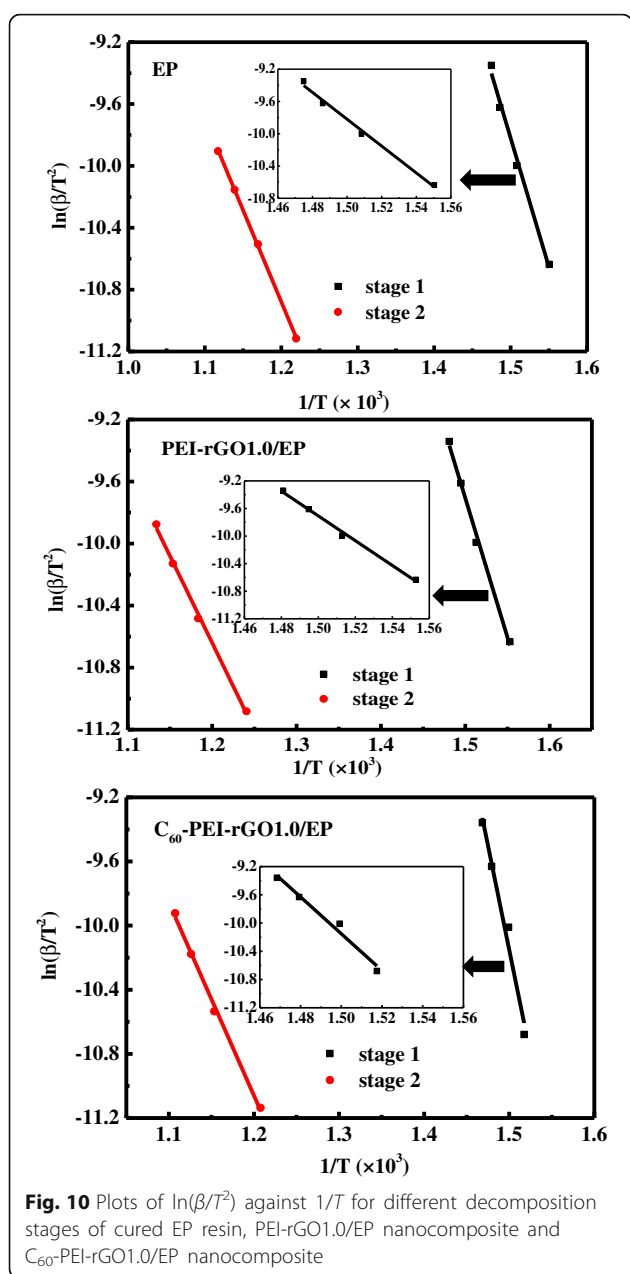 EP
-9.2
-9.6
-10.0
-10.4
-10.8
-11.2
ln(β/T²)
-9.2
-9.6
-10.0
-10.4
-10.8
1.46 1.48 1.50 1.52 1.54 1.56
stage 1
stage 2
1.0 1.1 1.2 1.3 1.4 1.5 1.6
1/T (× 10³)
PEI-rGO1.0/EP
-9.2
-9.6
-10.0
-10.4
-10.8
-11.2
ln(β/T²)
-9.2
-9.6
-10.0
-10.4
-10.8
-11.2
1.46 1.48 1.50 1.52 1.54 1.56
stage 1
stage 2
1.1 1.2 1.3 1.4 1.5 1.6
1/T (×10³)
C₆₀-PEI-rGO1.0/EP
-9.2
-9.6
-10.0
-10.4
-10.8
-11.2
ln(β/T²)
-9.2
-9.6
-10.0
-10.4
-10.8
-11.2
1.46 1.48 1.50 1.52 1.54 1.56
stage 1
stage 2
1.1 1.2 1.3 1.4 1.5 1.6
1/T (×10³)
Fig. 10 Plots of ln(β/T²) against 1/T for different decomposition
stages of cured EP resin, PEI-rGO1.0/EP nanocomposite and
C₆₀-PEI-rGO1.0/EP nanocomposite